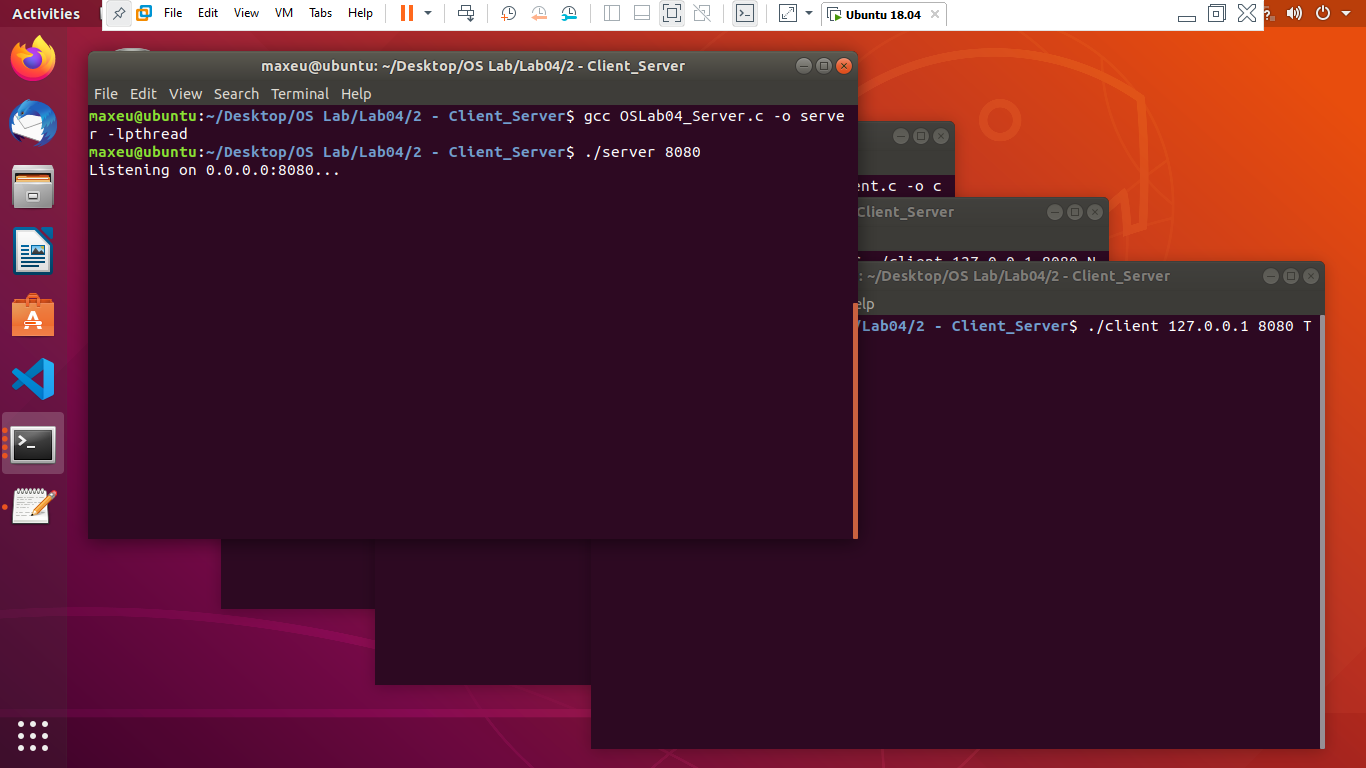 Activities
File Edit View VM Tabs Help
Ubuntu 18.04
maxeu@ubuntu: ~/Desktop/OS Lab/Lab04/2 - Client_Server
File Edit View Search Terminal Help
maxeu@ubuntu:~/Desktop/OS Lab/Lab04/2 - Client_Server$ gcc OSLab04_Server.c -o serve
r -lpthread
maxeu@ubuntu:~/Desktop/OS Lab/Lab04/2 - Client_Server$ ./server 8080
Listening on 0.0.0.0:8080...
ent.c -o c
Client_Server
./client 127.0.0.1 8080 N
: ~/Desktop/OS Lab/Lab04/2 - Client_Server
elp
/Lab04/2 - Client_Server$ ./client 127.0.0.1 8080 T